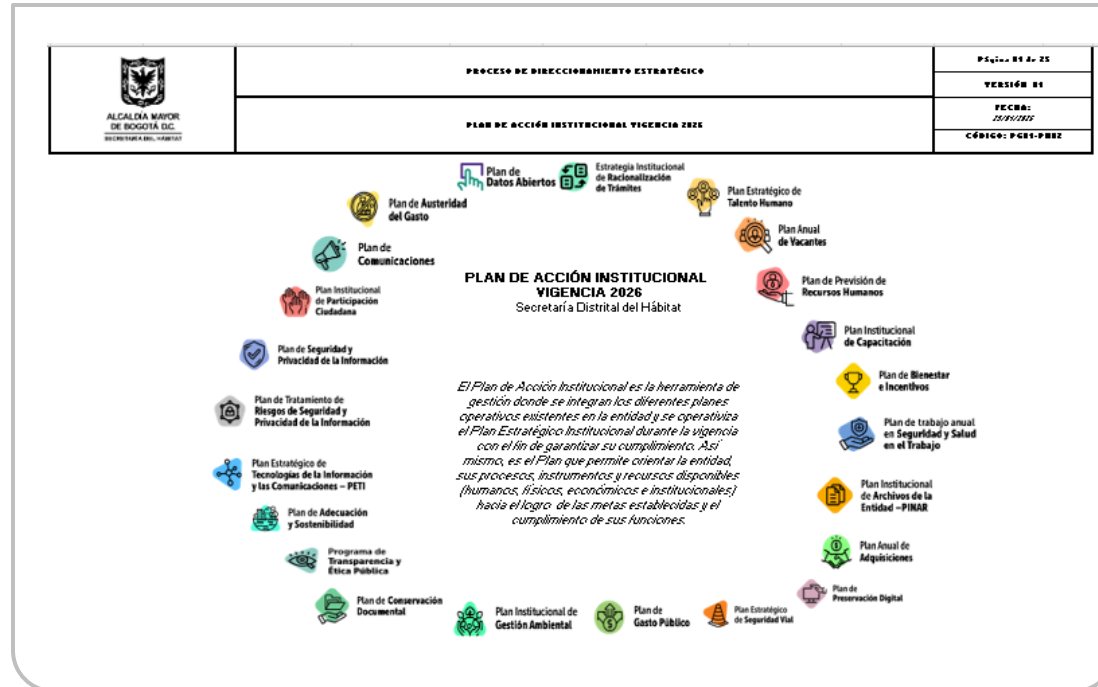 ALCALDÍA MAYOR
DE BOGOTÁ D.C.
SECRETARÍA DEL HÁBITAT
PROCESO DE DIRECCIONAMIENTO ESTRATÉGICO
PLAN DE ACCIÓN INSTITUCIONAL VIGENCIA 2026
Página 01 de 25
VERSIÓN 01
FECHA:
CÓDIGO: PG01-PN02
Plan de
Datos Abiertos
Estrategia Institucional
de Racionalización
de Trámites
Plan Estratégico de
Talento Humano
Plan Anual
de Vacantes
Plan de Previsión de
Recursos Humanos
Plan Institucional
de Capacitación
Plan de Bienestar
e Incentivos
Plan de trabajo anual
en Seguridad y Salud
en el Trabajo
Plan Institucional
de Archivos de la
Entidad –PINAR
Plan Anual de
Adquisiciones
Plan de
Preservación Digital
Plan Estratégico
de Seguridad Vial
Plan de
Gasto Público
Plan Institucional de
Gestión Ambiental
Plan de Conservación
Documental
Programa de
Transparencia y
Ética Pública
Plan de Adecuación
y Sostenibilidad
Plan Estratégico de
Tecnologías de la Información
y las Comunicaciones – PETI
Plan de Tratamiento de
Riesgos de Seguridad y
Privacidad de la Información
Plan de Seguridad y
Privacidad de la Información
Plan Institucional
de Participación
Ciudadana
Plan de
Comunicaciones
Plan de Austeridad
del Gasto
PLAN DE ACCIÓN INSTITUCIONAL
VIGENCIA 2026
Secretaría Distrital del Hábitat
El Plan de Acción Institucional es la herramienta de
gestión donde se integran los diferentes planes
operativos existentes en la entidad y se operativiza
el Plan Estratégico Institucional durante la vigencia
con el fin de garantizar su cumplimiento. Así
mismo, es el Plan que permite orientar la entidad,
sus procesos, instrumentos y recursos disponibles
(humanos, físicos, económicos e institucionales)
hacia el logro de las metas establecidas y el
cumplimiento de sus funciones.